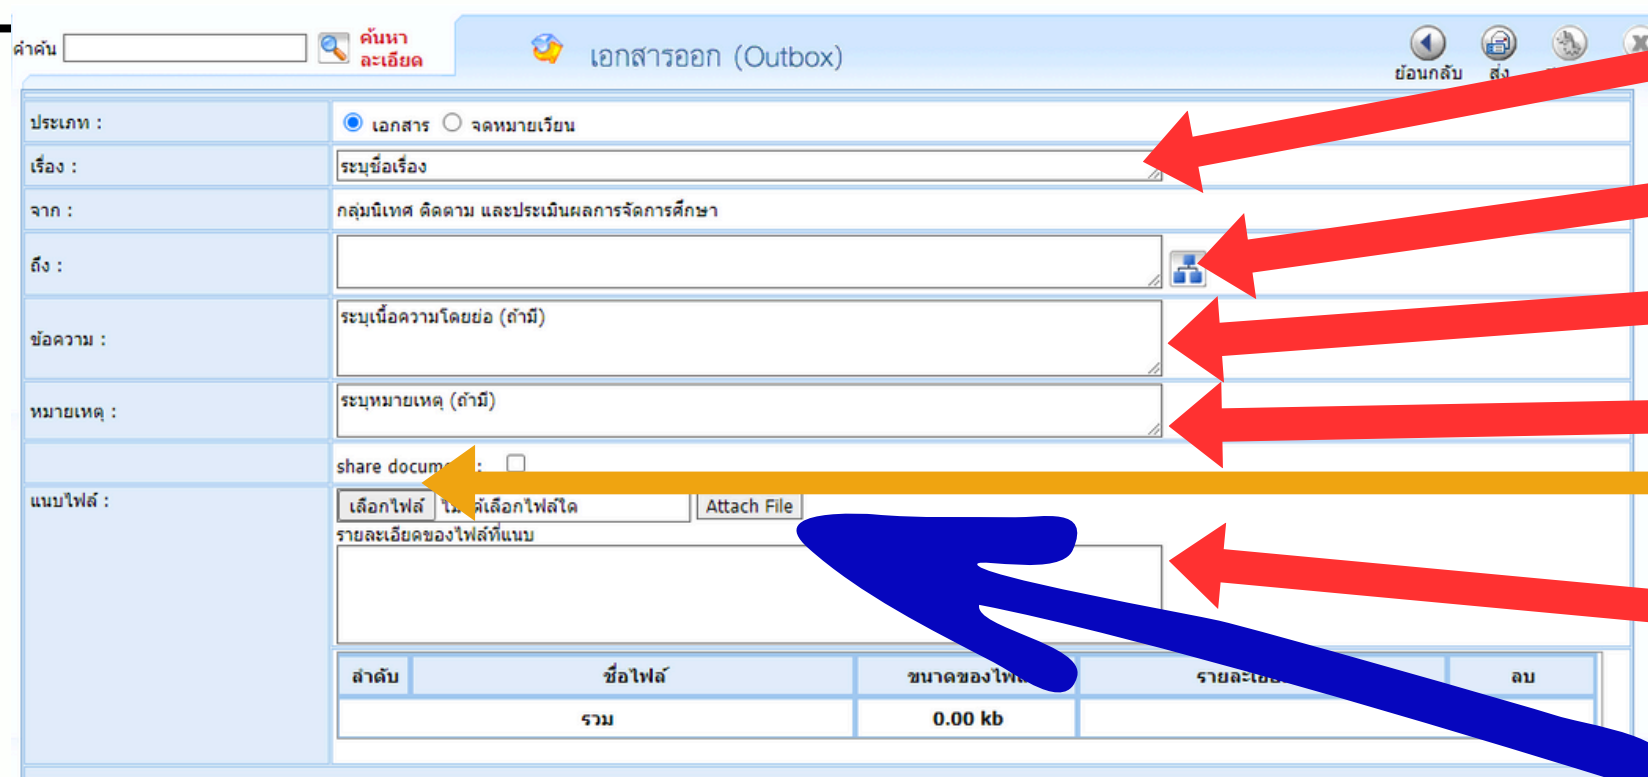 คำค้น
ค้นหา
ละเอียด
เอกสารออก (Outbox)
ย้อนกลับ
ส่ง
ประเภท :
เอกสาร จดหมายเวียน
เรื่อง :
ระบุชื่อเรื่อง
จาก :
กลุ่มนิเทศ ติดตาม และประเมินผลการจัดการศึกษา
ถึง :
ข้อความ :
ระบุเนื้อความโดยย่อ (ถ้ามี)
หมายเหตุ :
ระบุหมายเหตุ (ถ้ามี)
share :
แนบไฟล์ :
เลือกไฟล์ Attach File
รายละเอียดของไฟล์ที่แนบ
ลำดับ ชื่อไฟล์ ลบ
รวม 0.00 kb